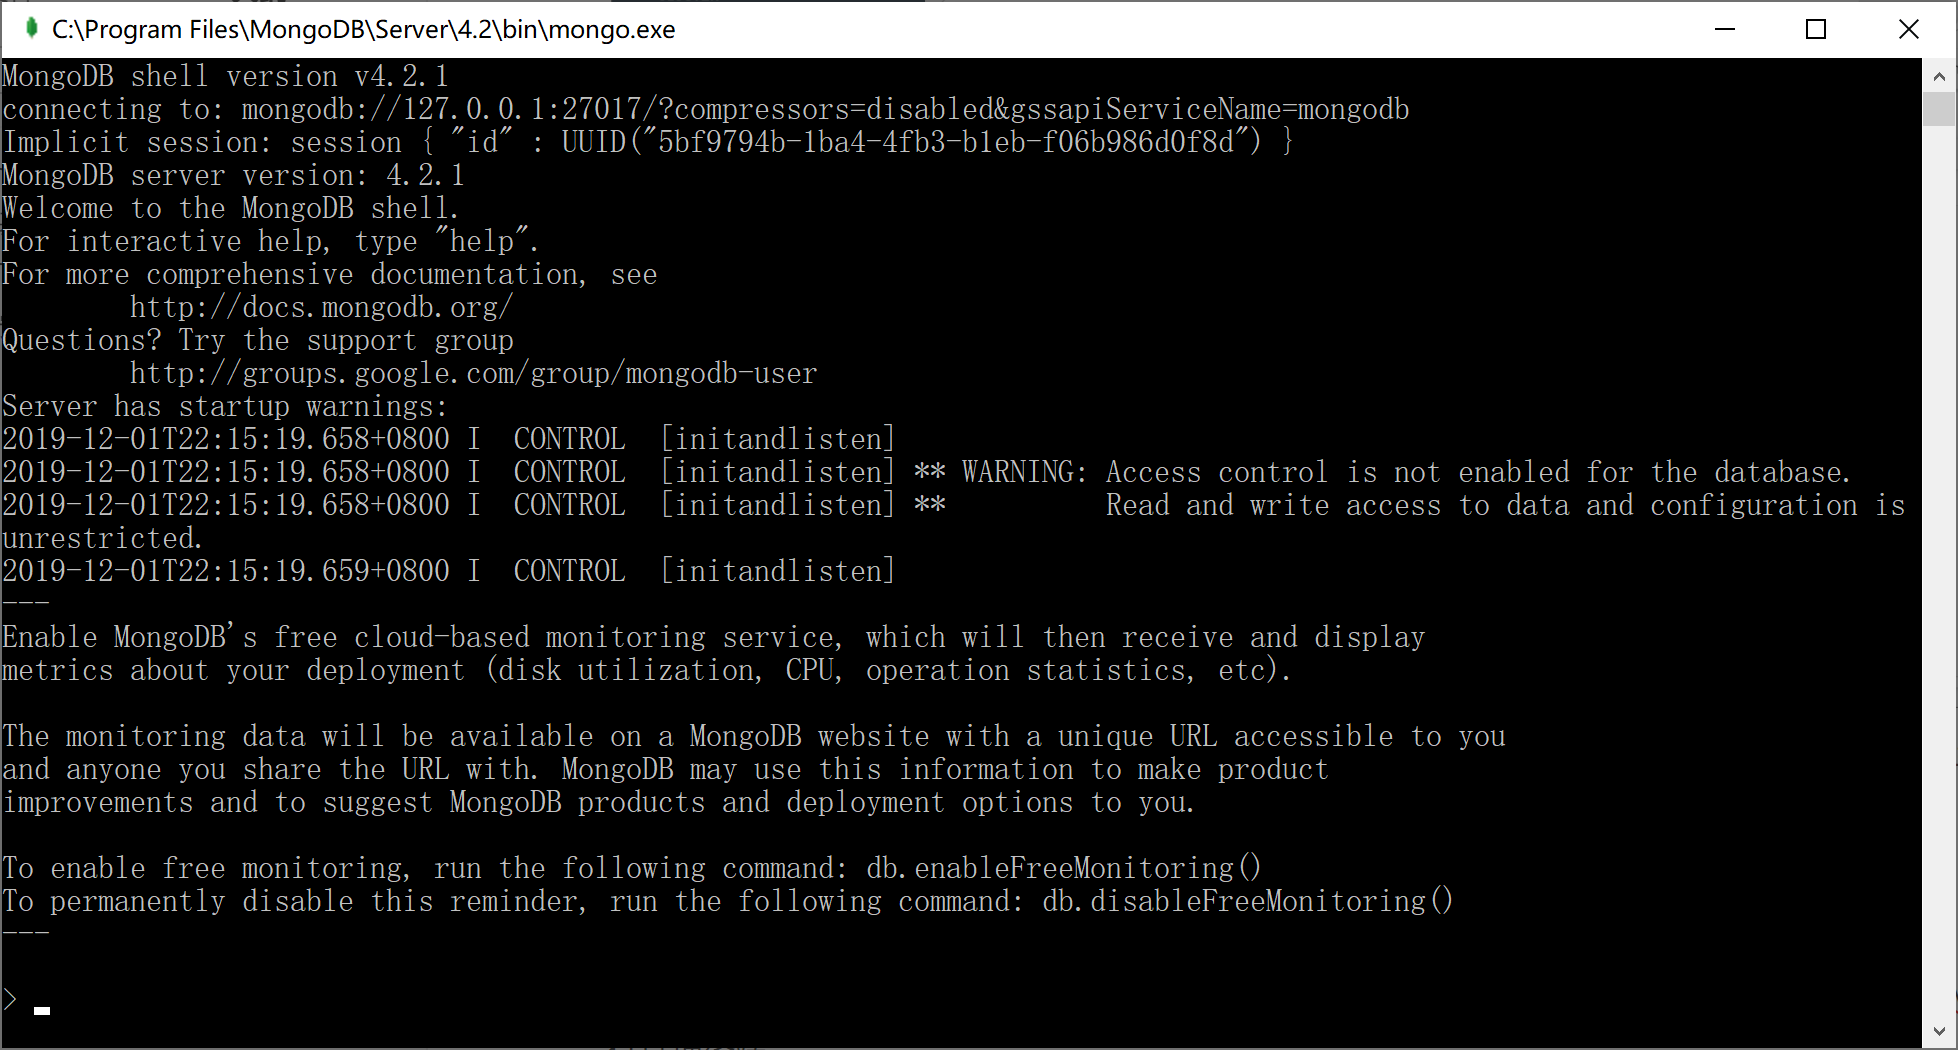 C:\Program Files\MongoDB\Server\4.2\bin\mongo.exe
MongoDB shell version v4.2.1
connecting to: mongodb://127.0.0.1:27017/?compressors=disabled&gssapiServiceName=mongodb
Implicit session: session { "id" : UUID("5bf9794b-1ba4-4fb3-b1eb-f06b986d0f8d") }
MongoDB server version: 4.2.1
Welcome to the MongoDB shell.
For interactive help, type "help".
For more comprehensive documentation, see
http://docs.mongodb.org/
Questions? Try the support group
http://groups.google.com/group/mongodb-user
Server has startup warnings:
2019-12-01T22:15:19.658+0800 I  CONTROL  [initandlisten]
2019-12-01T22:15:19.658+0800 I  CONTROL  [initandlisten] ** WARNING: Access control is not enabled for the database.
2019-12-01T22:15:19.658+0800 I  CONTROL  [initandlisten] **          Read and write access to data and configuration is
unrestricted.
2019-12-01T22:15:19.659+0800 I  CONTROL  [initandlisten]
---
Enable MongoDB's free cloud-based monitoring service, which will then receive and display
metrics about your deployment (disk utilization, CPU, operation statistics, etc).
The monitoring data will be available on a MongoDB website with a unique URL accessible to you
and anyone you share the URL with. MongoDB may use this information to make product
improvements and to suggest MongoDB products and deployment options to you.
To enable free monitoring, run the following command: db.enableFreeMonitoring()
To permanently disable this reminder, run the following command: db.disableFreeMonitoring()
---
>